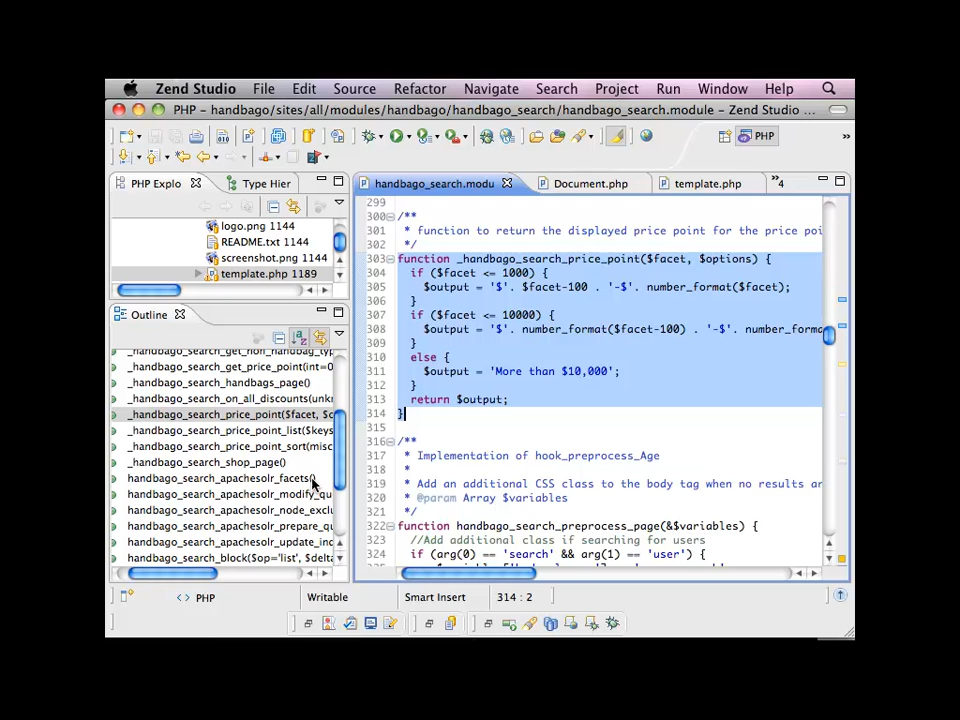 Zend Studio File Edit Source Refactor Navigate Search Project Run Window Help
PHP – handbago/sites/all/modules/handbago/handbago_search/handbago_search.module – Zend Studio ...
PHP
PHP Explo Type Hier
logo.png 1144
README.txt 1144
screenshot.png 1144
template.php 1189
Outline
_handbago_search_get_non_handbag_typ
_handbago_search_get_price_point(int=0
_handbago_search_handbags_page()
_handbago_search_on_all_discounts(unkn
_handbago_search_price_point($facet, $o
_handbago_search_price_point_list($keys
_handbago_search_price_point_sort(misc
_handbago_search_shop_page()
handbago_search_apachesolr_facets()
handbago_search_apachesolr_modify_qu
handbago_search_apachesolr_node_exclu
handbago_search_apachesolr_prepare_qu
handbago_search_apachesolr_update_ind
handbago_search_block($op='list', $delta
handbago_search.modu Document.php template.php 4
299
300 /**
301 * function to return the displayed price point for the price poi
302 */
303 function _handbago_search_price_point($facet, $options) {
304 if ($facet <= 1000) {
305 $output = '$'. $facet-100 . '-$'. number_format($facet);
306 }
307 if ($facet <= 10000) {
308 $output = '$'. number_format($facet-100) . '-$'. number_forma
309 }
310 else {
311 $output = 'More than $10,000';
312 }
313 return $output;
314 }
315
316 /**
317 * Implementation of hook_preprocess_page
318 *
319 * Add an additional CSS class to the body tag when no results ar
320 * @param Array $variables
321 */
322 function handbago_search_preprocess_page(&$variables) {
323 //Add additional class if searching for users
324 if (arg(0) == 'search' && arg(1) == 'user') {
<> PHP Writable Smart Insert 314 : 2